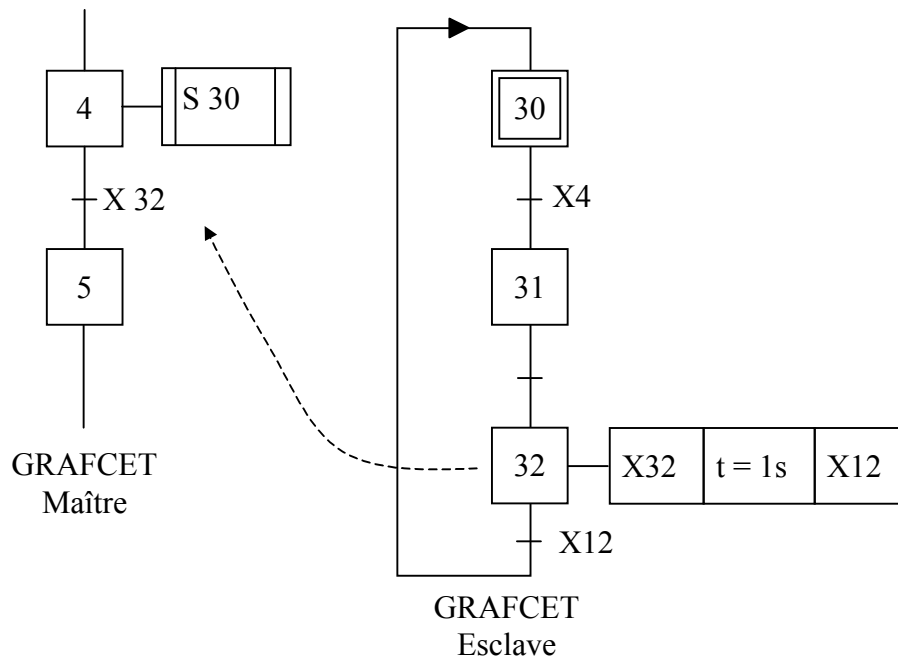 4
S 30
X 32
5
GRAFCET
Maître
30
X4
31
32
X32
t = 1s
X12
X12
GRAFCET
Esclave